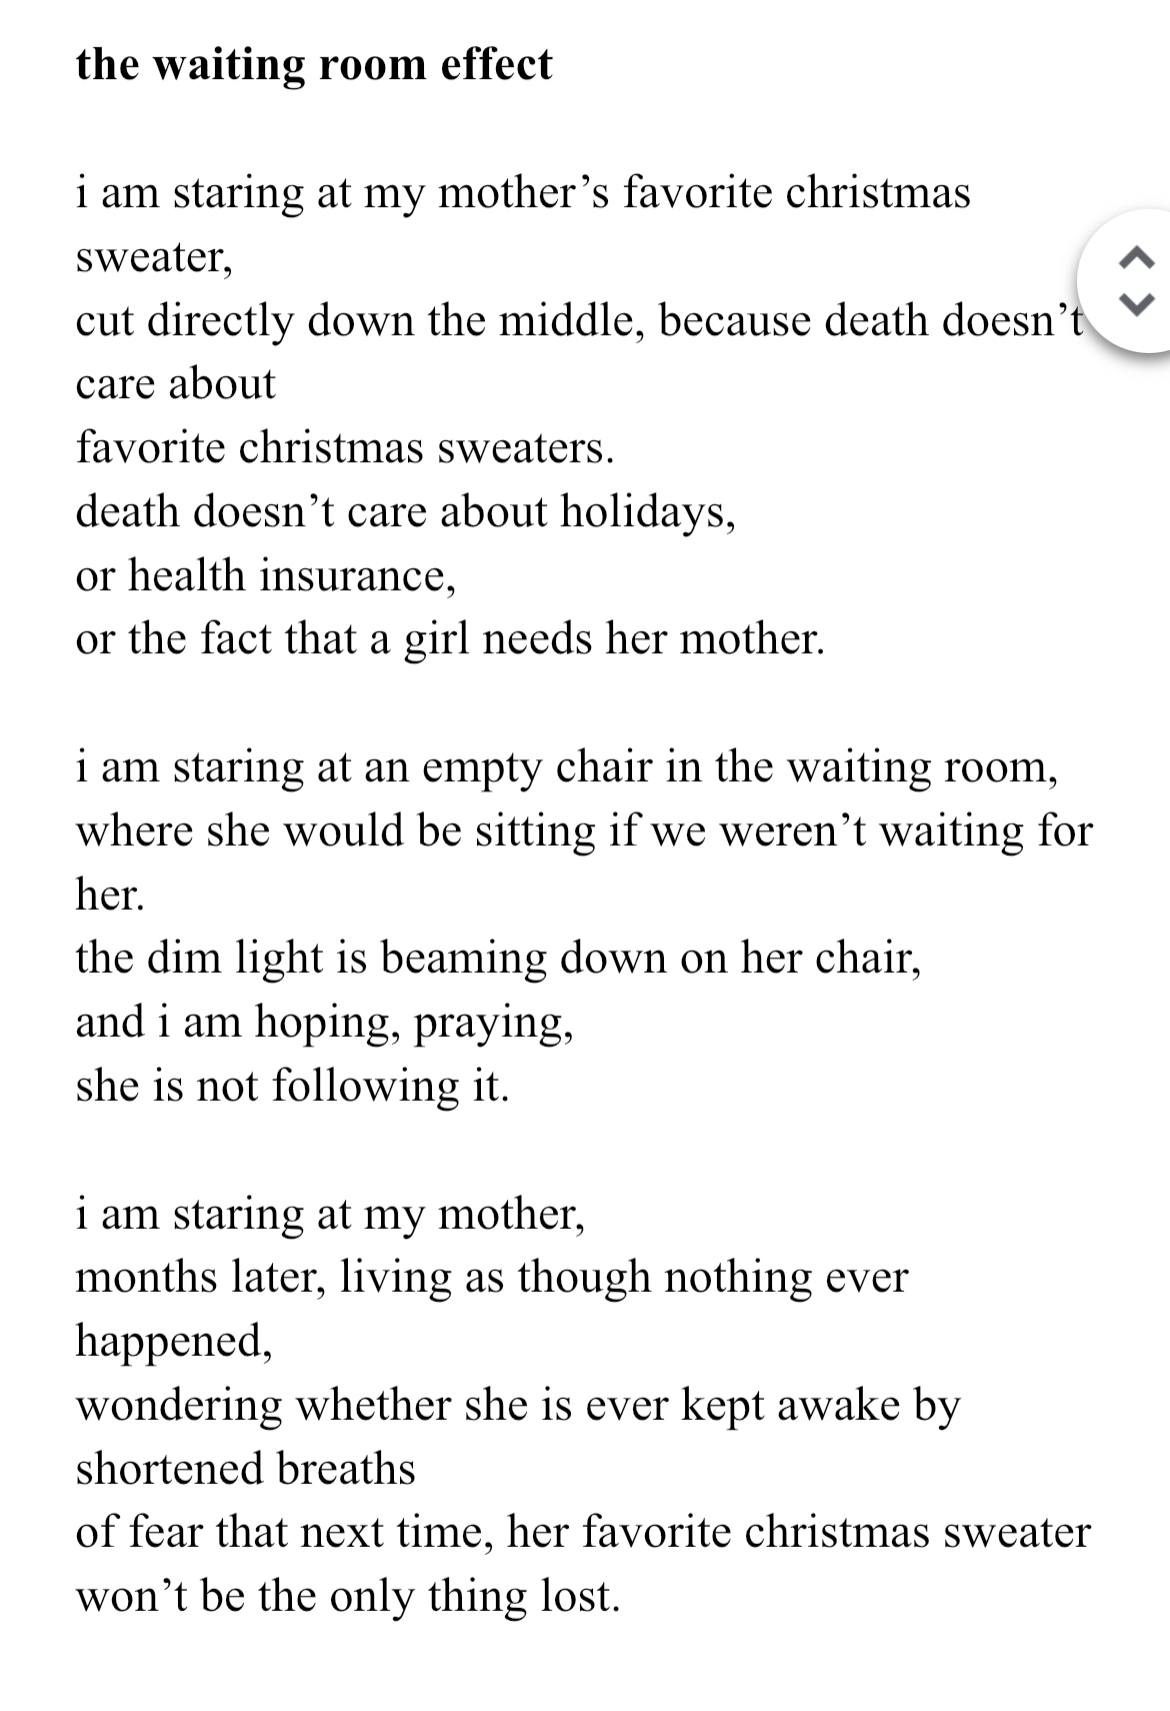 the waiting room effect
i am staring at my mother’s favorite christmas
sweater,
cut directly down the middle, because death doesn’t
care about
favorite christmas sweaters.
death doesn’t care about holidays,
or health insurance,
or the fact that a girl needs her mother.
i am staring at an empty chair in the waiting room,
where she would be sitting if we weren’t waiting for
her.
the dim light is beaming down on her chair,
and i am hoping, praying,
she is not following it.
i am staring at my mother,
months later, living as though nothing ever
happened,
wondering whether she is ever kept awake by
shortened breaths
of fear that next time, her favorite christmas sweater
won’t be the only thing lost.